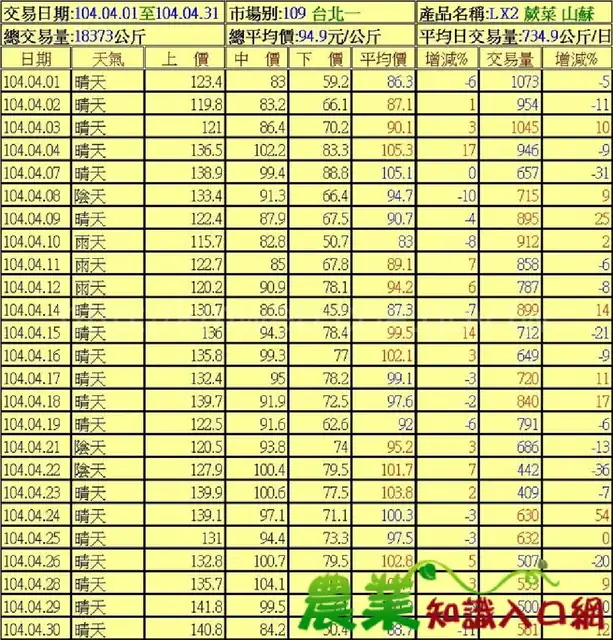 交易日期:104.04.01至104.04.31 市場別:109 台北一 產品名稱:LX2 蕨菜 山蘇
總交易量:18373公斤 總平均價:94.9元/公斤 平均日交易量:734.9公斤/日
日期 天氣 上 價 中 價 下 價 平均價 增減% 交易量 增減%
104.04.01 晴天 123.4 83 59.2 86.3 -6 1073 -5
104.04.02 晴天 119.8 83.2 66.1 87.1 1 954 -11
104.04.03 晴天 121 86.4 70.2 90.1 3 1045 10
104.04.04 晴天 136.5 102.2 83.3 105.3 17 946 -9
104.04.07 晴天 138.9 99.4 88.8 105.1 0 657 -31
104.04.08 陰天 133.4 91.3 66.4 94.7 -10 715 9
104.04.09 晴天 122.4 87.9 67.5 90.7 -4 895 25
104.04.10 雨天 115.7 82.8 50.7 83 -8 912 2
104.04.11 雨天 122.7 85 67.8 89.1 7 858 -6
104.04.12 雨天 120.2 90.9 78.1 94.2 6 787 -8
104.04.14 晴天 130.7 86.6 45.9 87.3 -7 899 14
104.04.15 晴天 136 94.3 78.4 99.5 14 712 -21
104.04.16 晴天 135.8 99.3 77 102.1 3 649 -9
104.04.17 晴天 132.4 95 78.2 99.1 -3 720 11
104.04.18 晴天 139.7 91.9 72.5 97.6 -2 840 17
104.04.19 晴天 122.5 91.6 62.6 92 -6 791 -6
104.04.21 陰天 120.5 93.8 74 95.2 3 686 -13
104.04.22 陰天 127.9 100.4 79.5 101.7 7 442 -36
104.04.23 晴天 139.9 100.6 77.5 103.8 2 409 -7
104.04.24 晴天 139.1 97.1 71.1 100.3 -3 630 54
104.04.25 晴天 131 94.4 73.3 97.5 -3 632 0
104.04.26 晴天 132.8 100.7 79.5 102.8 5 507 -20
104.04.28 晴天 135.7 104.1 3 9
104.04.29 晴天 141.8 99.5 500
104.04.30 晴天 140.8 84.2 50.4 88.7 -11 561
農業知識入口網